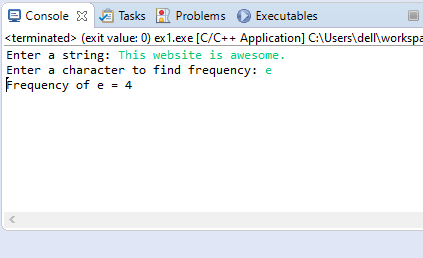 Console Tasks Problems Executables
<terminated> (exit value: 0) ex1.exe [C/C++ Application] C:\Users\dell\workspa
Enter a string: This website is awesome.
Enter a character to find frequency: e
Frequency of e = 4